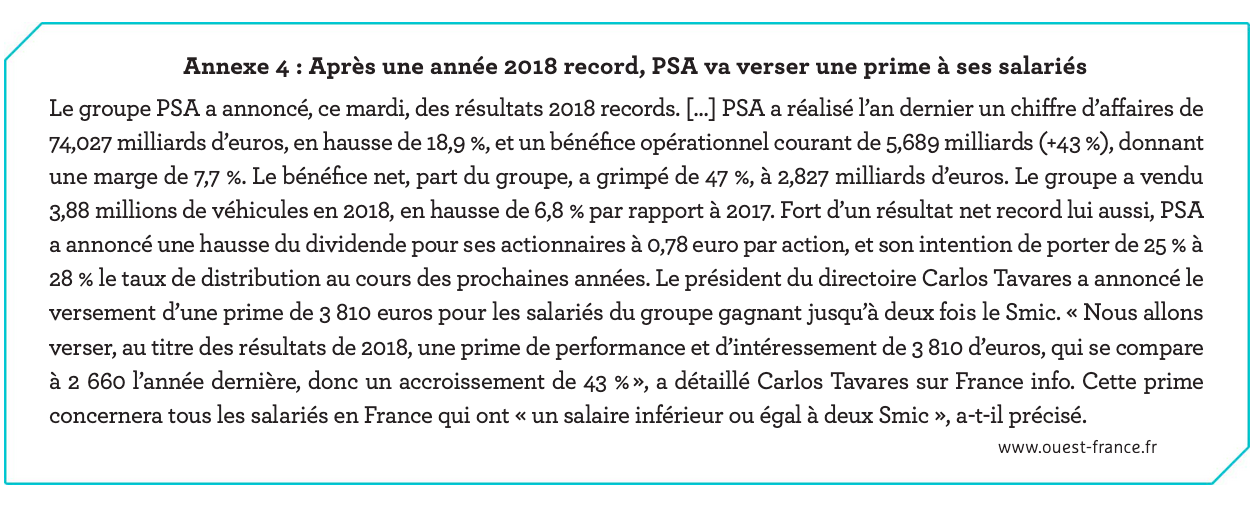 Annexe 4 : Après une année 2018 record, PSA va verser une prime à ses salariés
Le groupe PSA a annoncé, ce mardi, des résultats 2018 records. [...] PSA a réalisé l’an dernier un chiffre d’affaires de
74,027 milliards d’euros, en hausse de 18,9 %, et un bénéfice opérationnel courant de 5,689 milliards (+43 %), donnant
une marge de 7,7 %. Le bénéfice net, part du groupe, a grimpé de 47 %, à 2,827 milliards d’euros. Le groupe a vendu
3,88 millions de véhicules en 2018, en hausse de 6,8 % par rapport à 2017. Fort d’un résultat net record lui aussi, PSA
a annoncé une hausse du dividende pour ses actionnaires à 0,78 euro par action, et son intention de porter de 25 % à
28 % le taux de distribution au cours des prochaines années. Le président du directoire Carlos Tavares a annoncé le
versement d’une prime de 3 810 euros pour les salariés du groupe gagnant jusqu’à deux fois le Smic. « Nous allons
verser, au titre des résultats de 2018, une prime de performance et d’intéressement de 3 810 d’euros, qui se compare
à 2 660 l’année dernière, donc un accroissement de 43 % », a détaillé Carlos Tavares sur France info. Cette prime
concernera tous les salariés en France qui ont « un salaire inférieur ou égal à deux Smic », a-t-il précisé.
www.ouest-france.fr